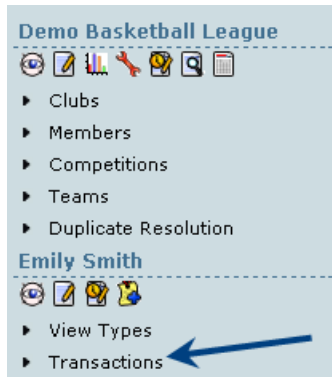 Demo Basketball League
Clubs
Members
Competitions
Teams
Duplicate Resolution
Emily Smith
View Types
Transactions